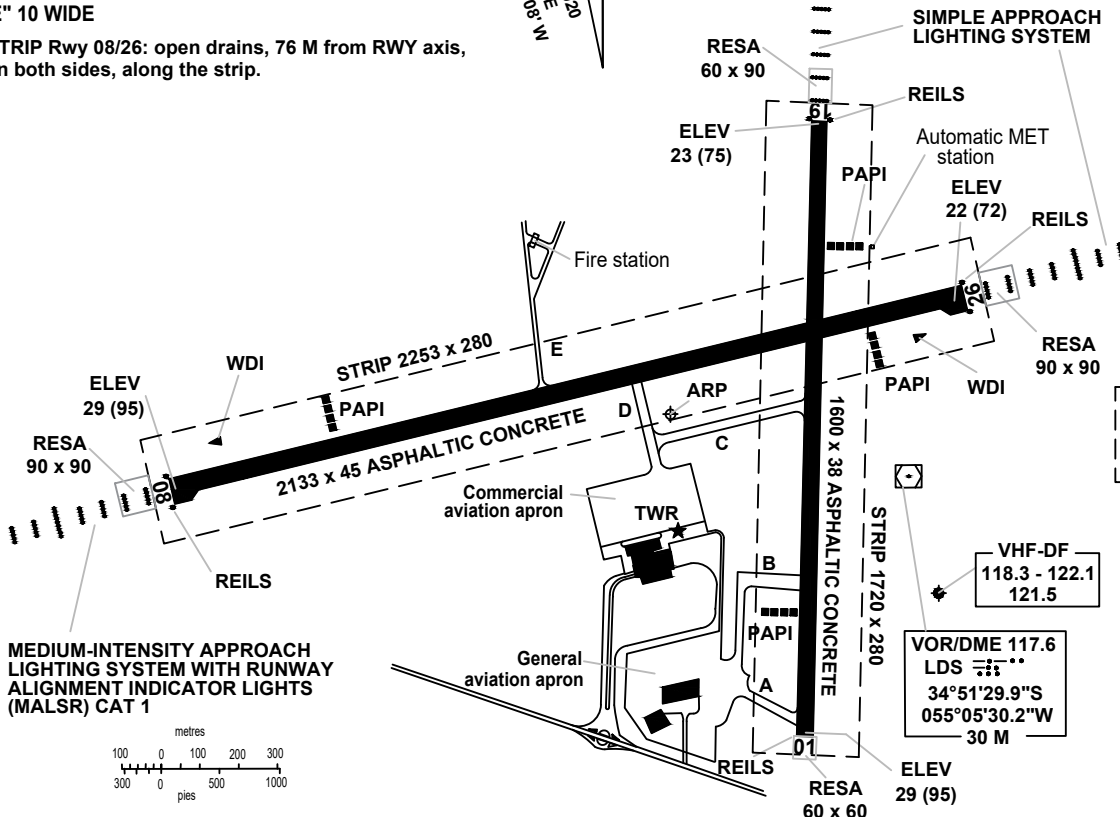 E" 10 WIDE
TRIP Rwy 08/26: open drains, 76 M from RWY axis,
n both sides, along the strip.
20
E
08' W
SIMPLE APPROACH
LIGHTING SYSTEM
RESA
60 x 90
REILS
19
ELEV
23 (75)
Automatic MET
station
PAPI
ELEV
22 (72)
REILS
Fire station
26
RESA
90 x 90
STRIP 2253 x 280
E
WDI
PAPI
WDI
ELEV
29 (95)
PAPI
ARP
D
RESA
90 x 90
2133 x 45 ASPHALTIC CONCRETE
C
1600 x 38 ASPHALTIC CONCRETE
08
Commercial
aviation apron
TWR
STRIP 1720 x 280
REILS
VHF-DF
118.3 - 122.1
121.5
B
PAPI
MEDIUM-INTENSITY APPROACH
LIGHTING SYSTEM WITH RUNWAY
ALIGNMENT INDICATOR LIGHTS
(MALSR) CAT 1
General
aviation apron
A
VOR/DME 117.6
LDS
34°51'29.9"S
055°05'30.2"W
30 M
metres
100 0 100 200 300
300 0 500 1000
pies
01
REILS
ELEV
29 (95)
RESA
60 x 60